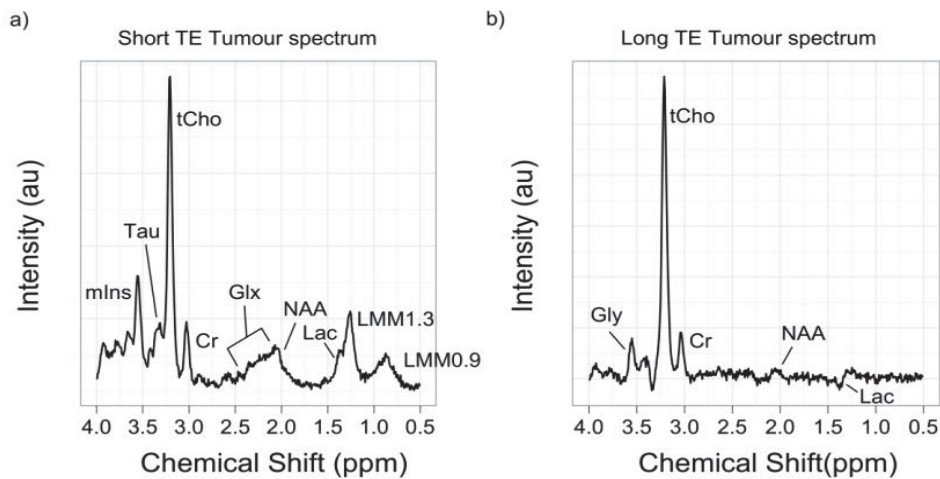 a)
Short TE Tumour spectrum
Intensity (au)
tCho
Tau
mIns
Cr
Glx
NAA
Lac
LMM1.3
LMM0.9
4.0 3.5 3.0 2.5 2.0 1.5 1.0 0.5
Chemical Shift (ppm)
b)
Long TE Tumour spectrum
Intensity (au)
tCho
Gly
Cr
NAA
Lac
4.0 3.5 3.0 2.5 2.0 1.5 1.0 0.5
Chemical Shift(ppm)